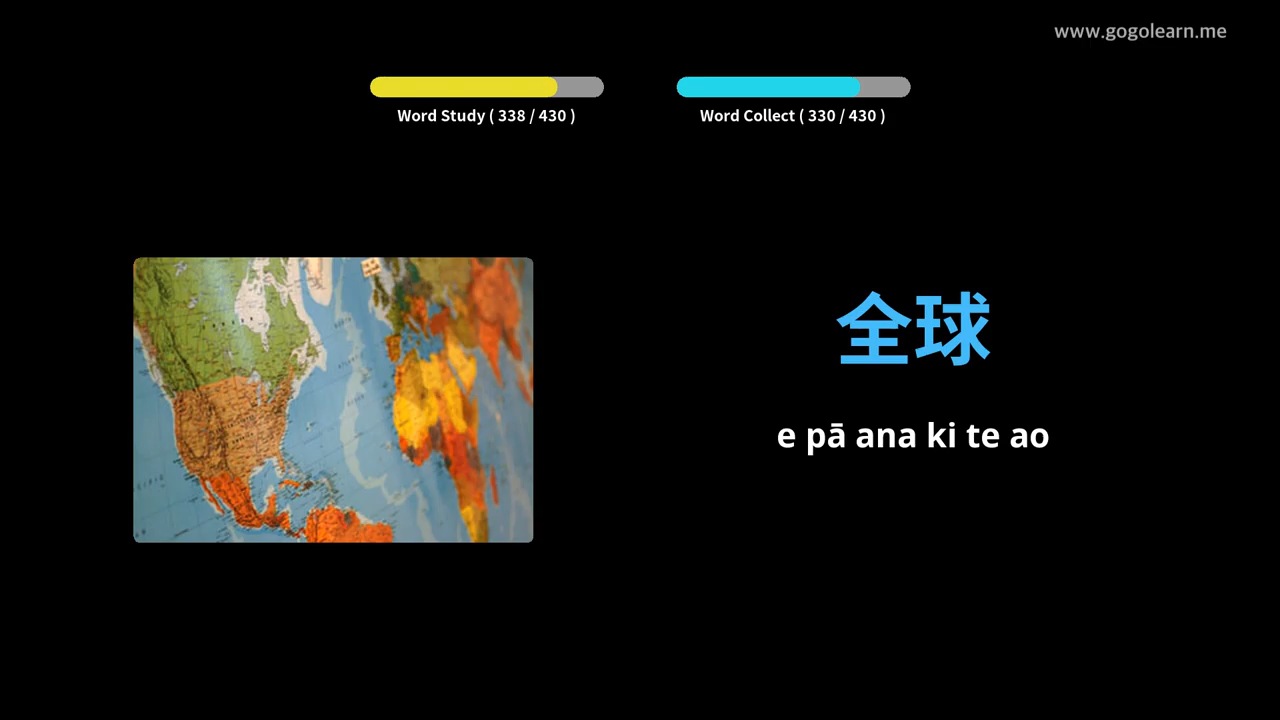 www.gogolearn.me
Word Study ( 338 / 430 )
Word Collect ( 330 / 430 )
全球
e pā ana ki te ao